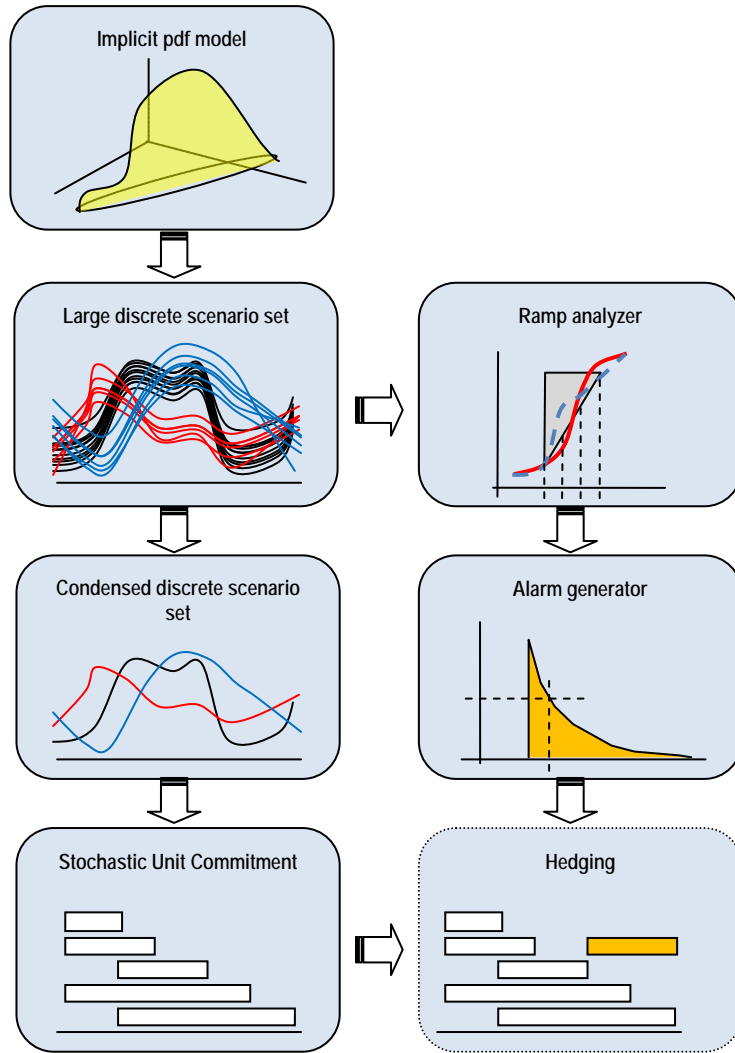 Implicit pdf model
Large discrete scenario set
Ramp analyzer
Condensed discrete scenario
set
Alarm generator
Stochastic Unit Commitment
Hedging